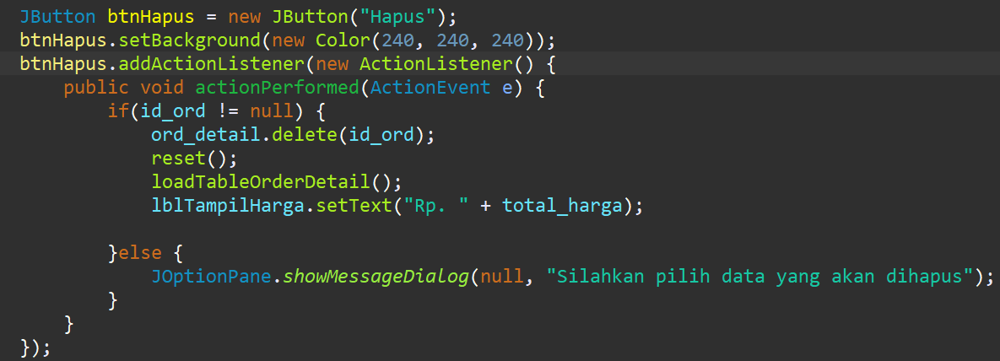 JButton btnHapus = new JButton("Hapus");
btnHapus.setBackground(new Color(240, 240, 240));
btnHapus.addActionListener(new ActionListener() {
    public void actionPerformed(ActionEvent e) {
        if(id_ord != null) {
            ord_detail.delete(id_ord);
            reset();
            loadTableOrderDetail();
            lblTampilHarga.setText("Rp. " + total_harga);

        }else {
            JOptionPane.showMessageDialog(null, "Silahkan pilih data yang akan dihapus");
        }
    }
});